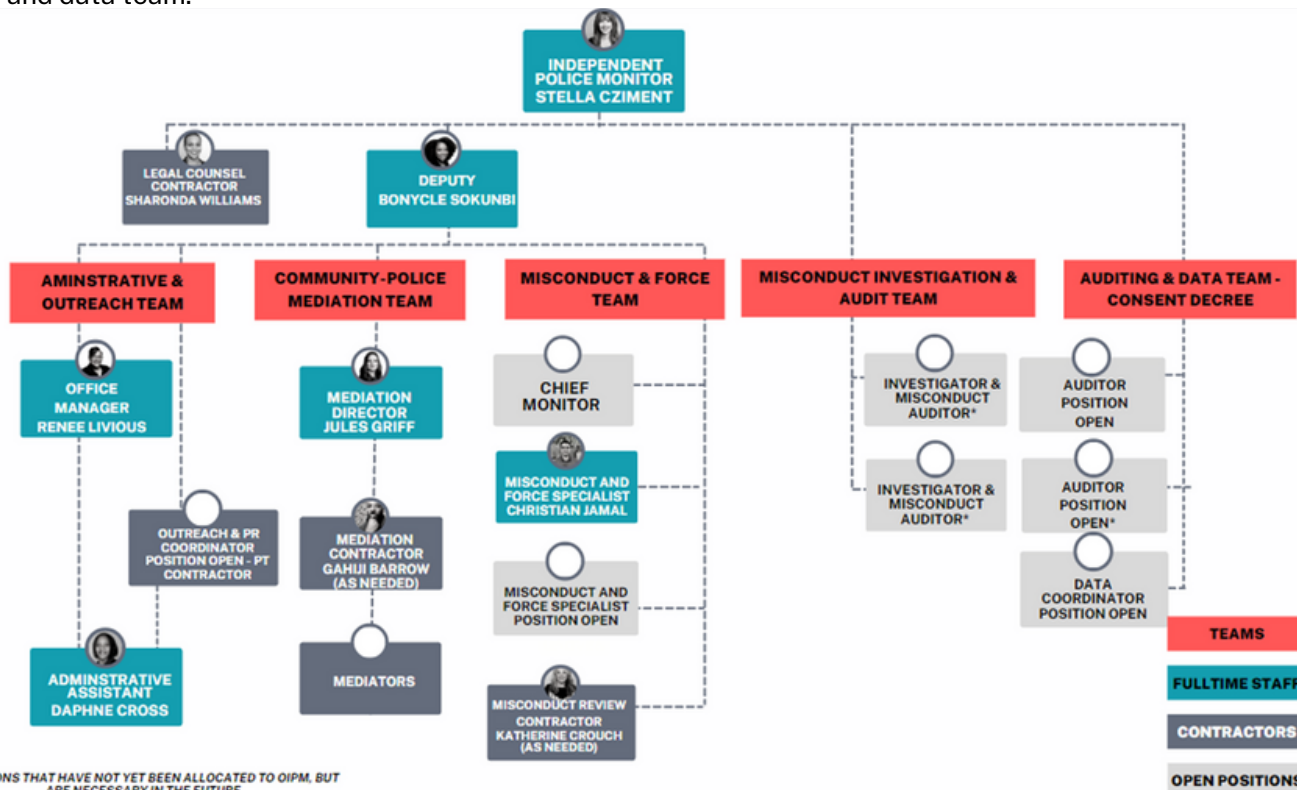 and data team.
INDEPENDENT
POLICE MONITOR
STELLA CZIMENT
LEGAL COUNSEL
CONTRACTOR
SHARONDA WILLIAMS
DEPUTY
BONYCLE SOKUNBI
AMINSTRATIVE &
OUTREACH TEAM
COMMUNITY-POLICE
MEDIATION TEAM
MISCONDUCT & FORCE
TEAM
MISCONDUCT INVESTIGATION &
AUDIT TEAM
AUDITING & DATA TEAM -
CONSENT DECREE
OFFICE
MANAGER
RENEE LIVIOUS
OUTREACH & PR
COORDINATOR
POSITION OPEN - PT
CONTRACTOR
ADMINSTRATIVE
ASSISTANT
DAPHNE CROSS
MEDIATION
DIRECTOR
JULES GRIFF
MEDIATION
CONTRACTOR
GAHIJI BARROW
(AS NEEDED)
MEDIATORS
CHIEF
MONITOR
MISCONDUCT AND
FORCE SPECIALIST
CHRISTIAN JAMAL
MISCONDUCT AND
FORCE SPECIALIST
POSITION OPEN
MISCONDUCT REVIEW
CONTRACTOR
KATHERINE CROUCH
(AS NEEDED)
INVESTIGATOR &
MISCONDUCT
AUDITOR*
INVESTIGATOR &
MISCONDUCT
AUDITOR*
AUDITOR
POSITION
OPEN
AUDITOR
POSITION
OPEN*
DATA
COORDINATOR
POSITION OPEN
TEAMS
FULLTIME STAFF
CONTRACTORS
OPEN POSITIONS
ONS THAT HAVE NOT YET BEEN ALLOCATED TO OIPM, BUT
ARE NECESSARY IN THE FUTURE